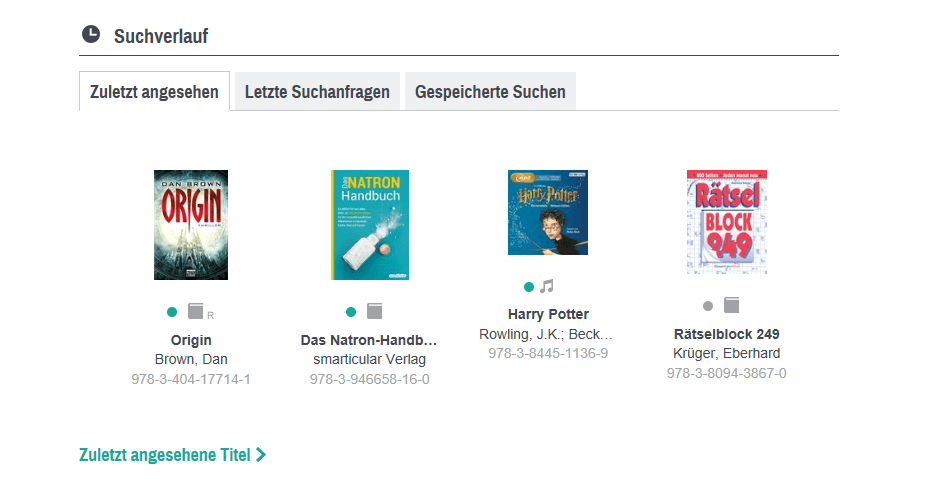 Suchverlauf
Zuletzt angesehen
Letzte Suchanfragen
Gespeicherte Suchen
DAN BROWN
ORIGIN
THRILLER
Das NATRON
Handbuch
Harry Potter
Rätsel
BLOCK
R
Origin
Brown, Dan
978-3-404-17714-1
Das Natron-Handb…
smarticular Verlag
978-3-946658-16-0
Harry Potter
Rowling, J.K.; Beck…
978-3-8445-1136-9
Rätselblock 249
Krüger, Eberhard
978-3-8094-3867-0
Zuletzt angesehene Titel